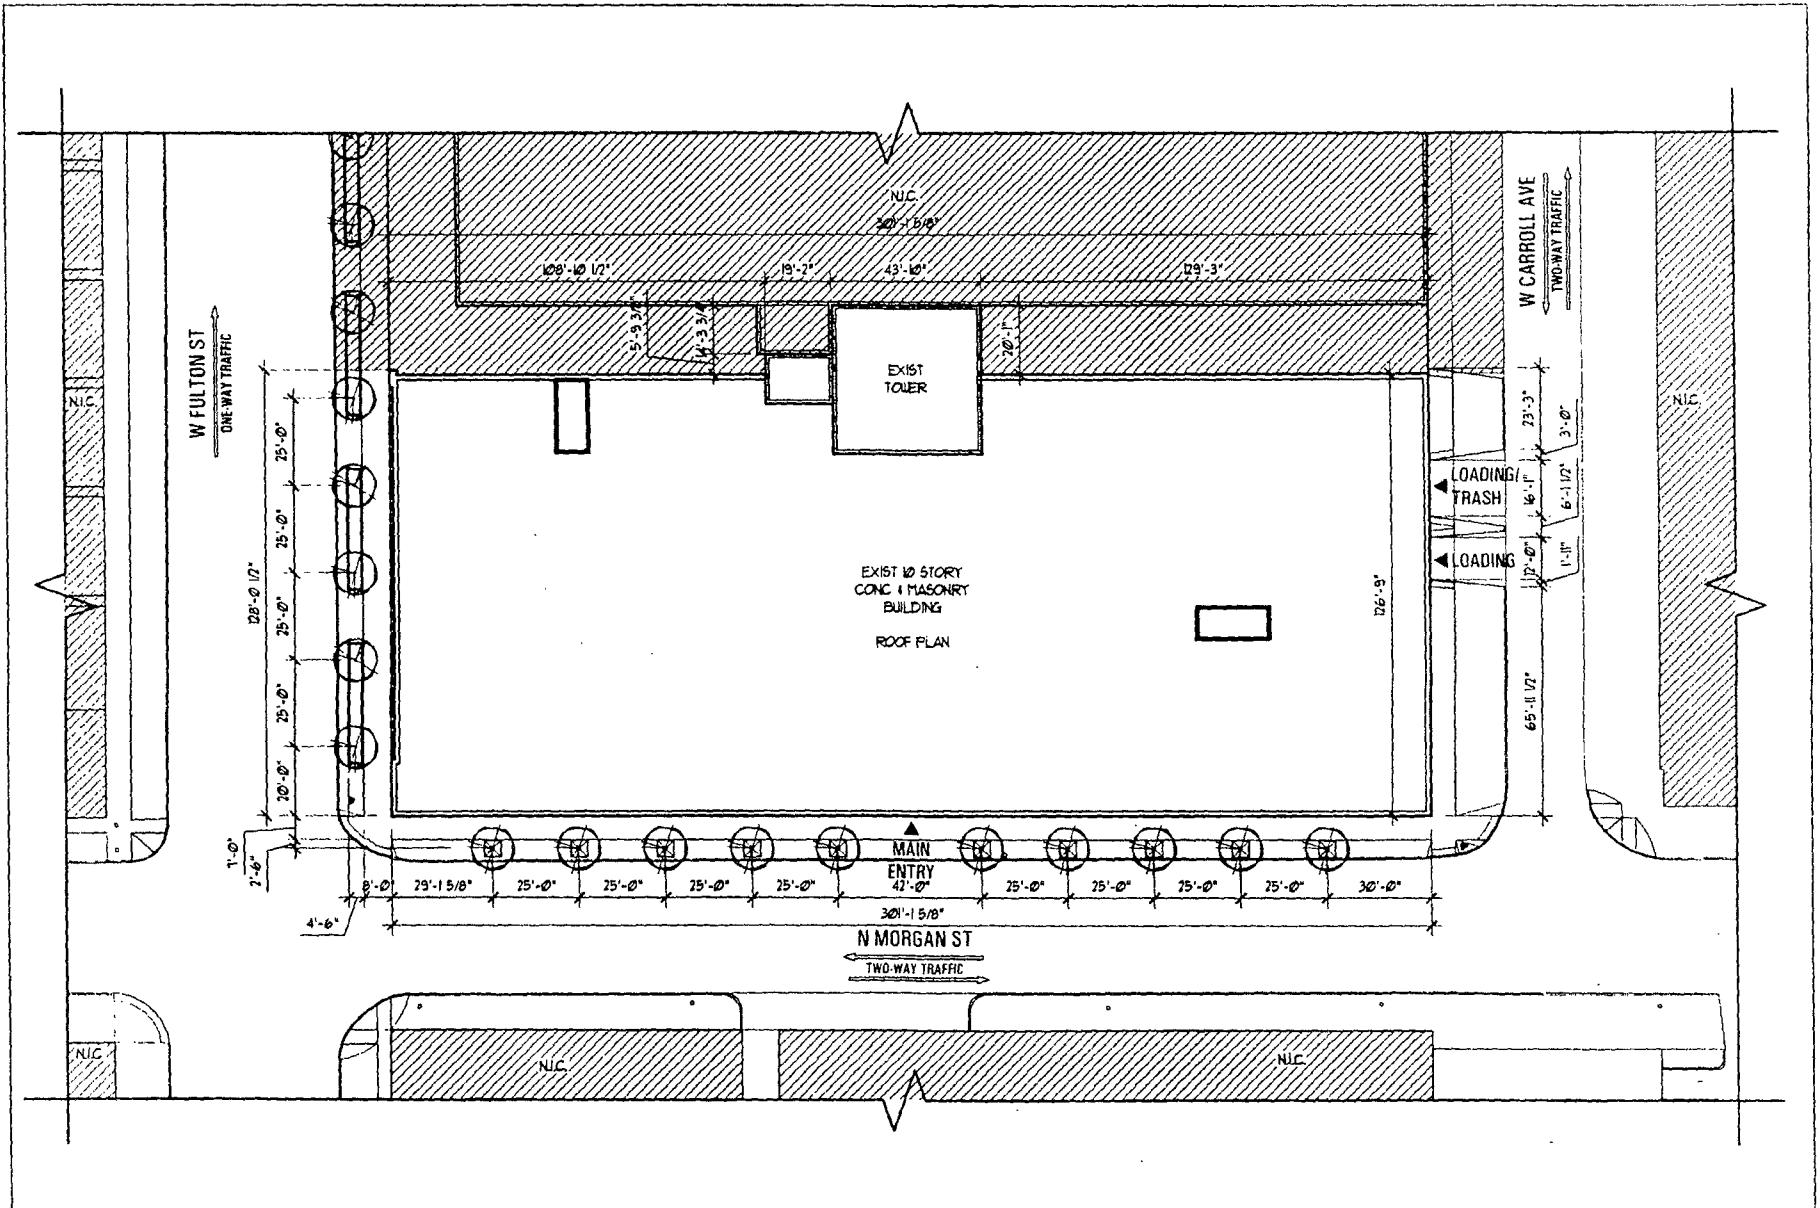 N.I.C.
301'-1 5/8"
108'-10 1/2"
19'-2"
43'-10"
129'-3"
14'-3 3/4"
20'-1"
EXIST
TOWER
W FULTON ST
ONE-WAY TRAFFIC
W CARROLL AVE
TWO-WAY TRAFFIC
N.I.C.
N.I.C.
128'-0 1/2"
25'-0"
25'-0"
25'-0"
25'-0"
20'-0"
7'-0"
2'-6"
23'-3"
3'-0"
LOADING/
TRASH
16'-1"
6'-1 1/2"
LOADING
12'-0"
1'-11"
EXIST 10 STORY
CONC & MASONRY
BUILDING
ROOF PLAN
126'-9"
65'-11 1/2"
MAIN
ENTRY
8'-0"
29'-1 5/8"
25'-0"
25'-0"
25'-0"
25'-0"
42'-0"
25'-0"
25'-0"
25'-0"
25'-0"
30'-0"
4'-6"
301'-1 5/8"
N MORGAN ST
TWO-WAY TRAFFIC
N.I.C.
N.I.C.
N.I.C.